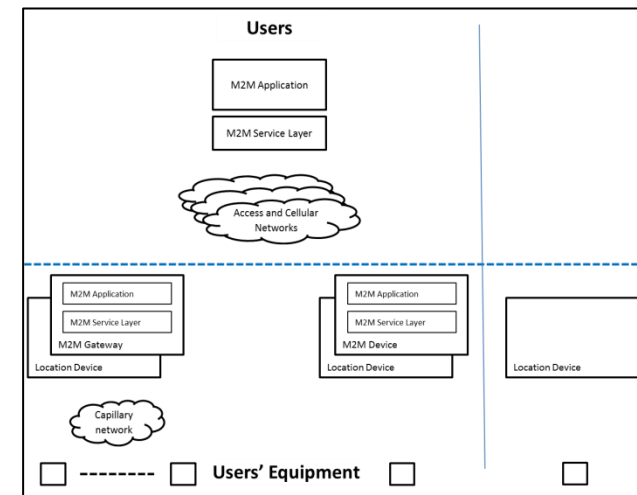 Users
M2M Application
M2M Service Layer
Access and Cellular
Networks
M2M Application
M2M Service Layer
M2M Gateway
Location Device
M2M Application
M2M Service Layer
M2M Device
Location Device
Location Device
Capillary
network
Users' Equipment